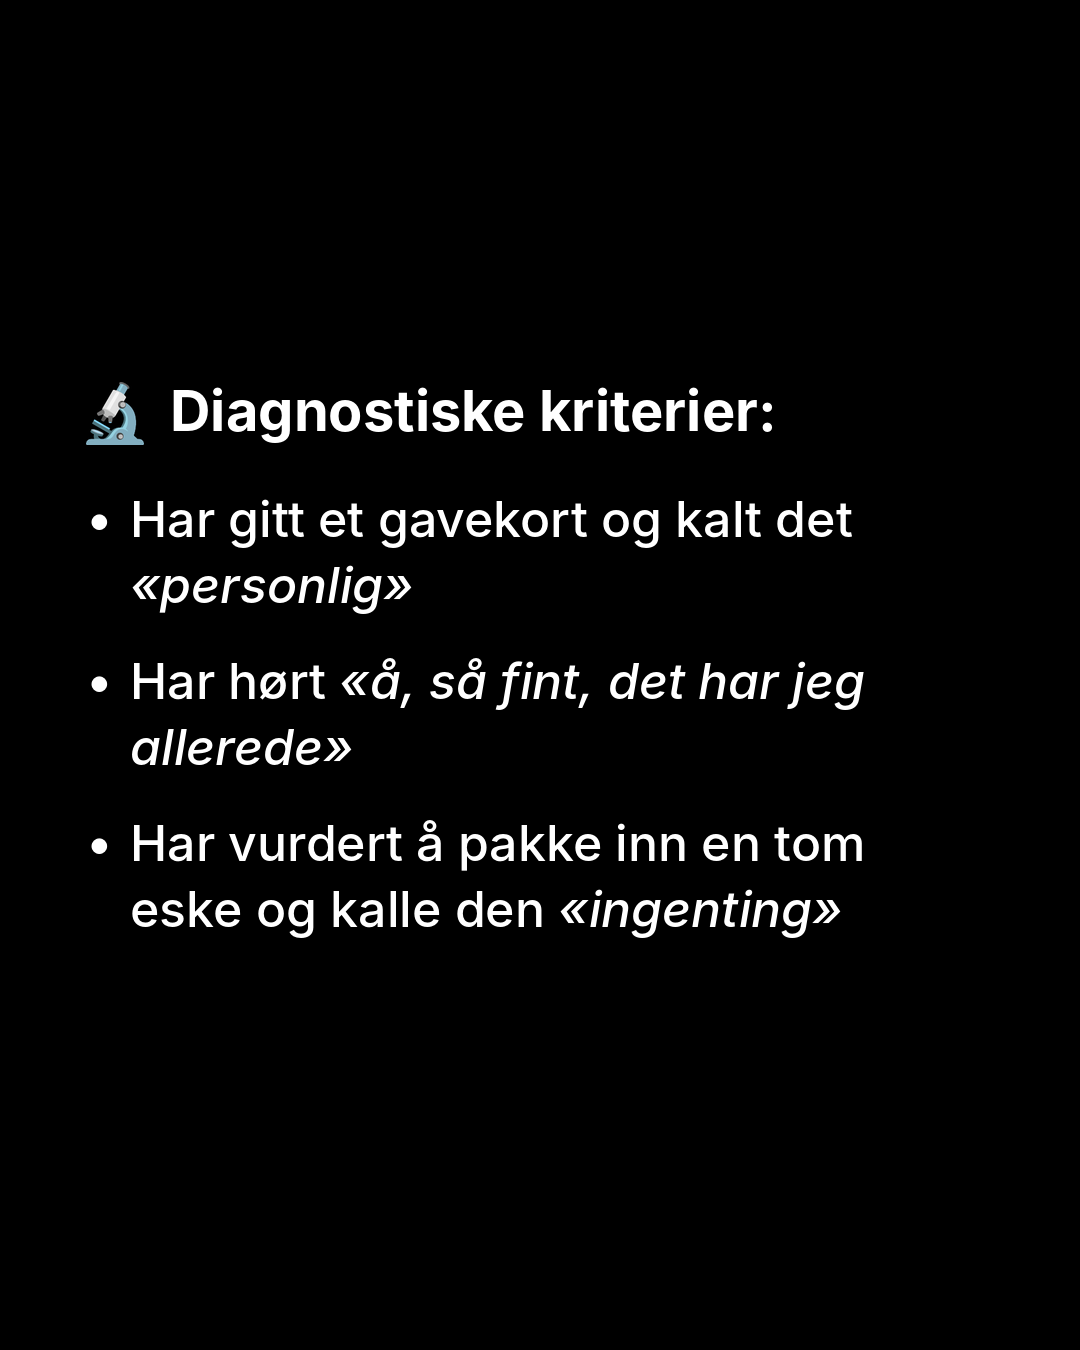 🔬 Diagnostiske kriterier:
• Har gitt et gavekort og kalt det
«personlig»
• Har hørt «å, så fint, det har jeg
allerede»
• Har vurdert å pakke inn en tom
eske og kalle den «ingenting»